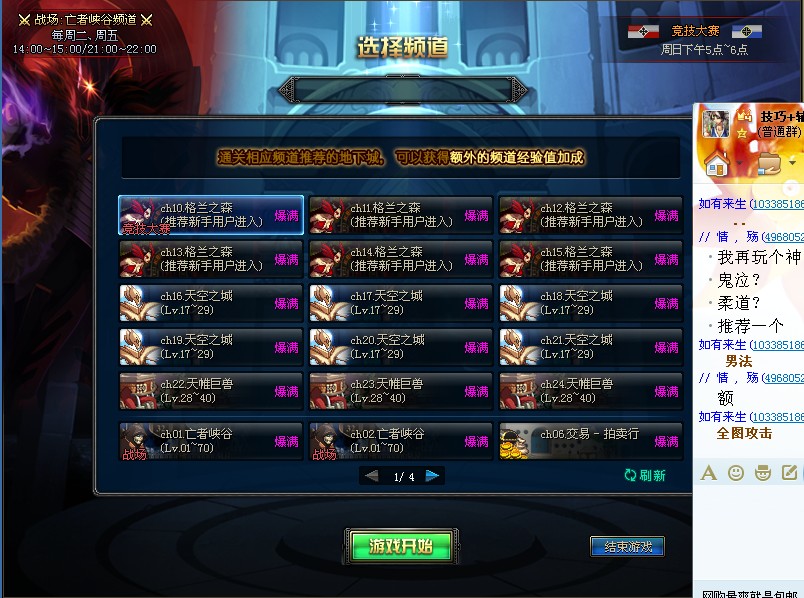 战场:亡者峡谷频道
每周二、周五
14:00~15:00/21:00~22:00
选择频道
竞技大赛
周日下午5点~6点
通关相应频道推荐的地下城，可以获得额外的频道经验值加成
ch10.格兰之森
(推荐新手用户进入)
爆满
竞技大赛
ch11.格兰之森
(推荐新手用户进入)
爆满
ch12.格兰之森
(推荐新手用户进入)
爆满
ch13.格兰之森
(推荐新手用户进入)
爆满
ch14.格兰之森
(推荐新手用户进入)
爆满
ch15.格兰之森
(推荐新手用户进入)
爆满
ch16.天空之城
(Lv.17~29)
爆满
ch17.天空之城
(Lv.17~29)
爆满
ch18.天空之城
(Lv.17~29)
爆满
ch19.天空之城
(Lv.17~29)
爆满
ch20.天空之城
(Lv.17~29)
爆满
ch21.天空之城
(Lv.17~29)
爆满
ch22.天帷巨兽
(Lv.28~40)
爆满
ch23.天帷巨兽
(Lv.28~40)
爆满
ch24.天帷巨兽
(Lv.28~40)
爆满
ch01.亡者峡谷
(Lv.01~70)
爆满
战场
ch02.亡者峡谷
(Lv.01~70)
爆满
战场
ch06.交易 - 拍卖行
爆满
1/ 4
刷新
游戏开始
结束游戏
技巧+
(普通群)
如有来生(10338518
// 情 ，殇(4968052
我再玩个神
鬼泣？
柔道？
推荐一个
如有来生(10338518
男法
// 情 ，殇(4968052
额
如有来生(10338518
全图攻击
网购最爽就是包邮